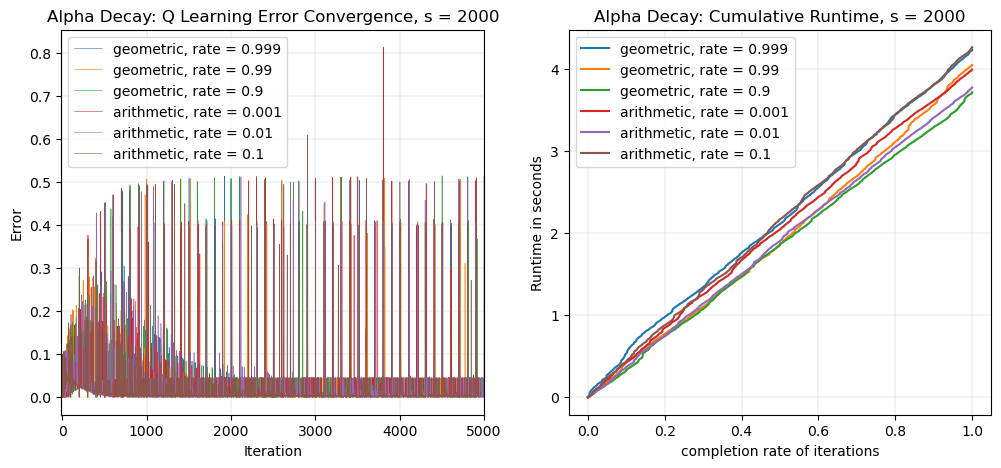 Alpha Decay: Q Learning Error Convergence, s = 2000
geometric, rate = 0.999
geometric, rate = 0.99
geometric, rate = 0.9
arithmetic, rate = 0.001
arithmetic, rate = 0.01
arithmetic, rate = 0.1
0.8
0.7
0.6
0.5
0.4
0.3
0.2
0.1
0.0
Error
0
1000
2000
3000
4000
5000
Iteration
Alpha Decay: Cumulative Runtime, s = 2000
geometric, rate = 0.999
geometric, rate = 0.99
geometric, rate = 0.9
arithmetic, rate = 0.001
arithmetic, rate = 0.01
arithmetic, rate = 0.1
4
3
2
1
0
Runtime in seconds
0.0
0.2
0.4
0.6
0.8
1.0
completion rate of iterations